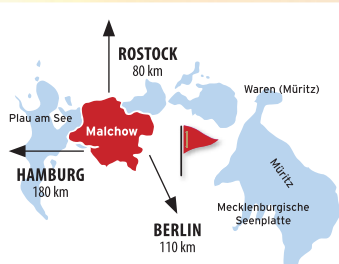 ROSTOCK
80 km
Waren (Müritz)
Plau am See
Malchow
HAMBURG
180 km
Müritz
Mecklenburgische
Seenplatte
BERLIN
110 km